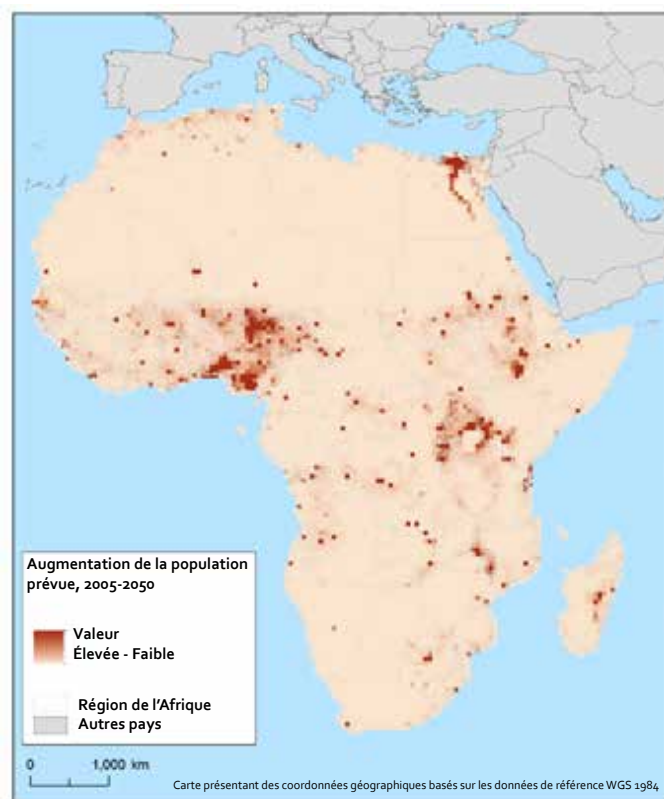 Augmentation de la population
prévue, 2005-2050
Valeur
Élevée - Faible
Région de l'Afrique
Autres pays
0 1,000 km
Carte présentant des coordonnées géographiques basés sur les données de référence WGS 1984